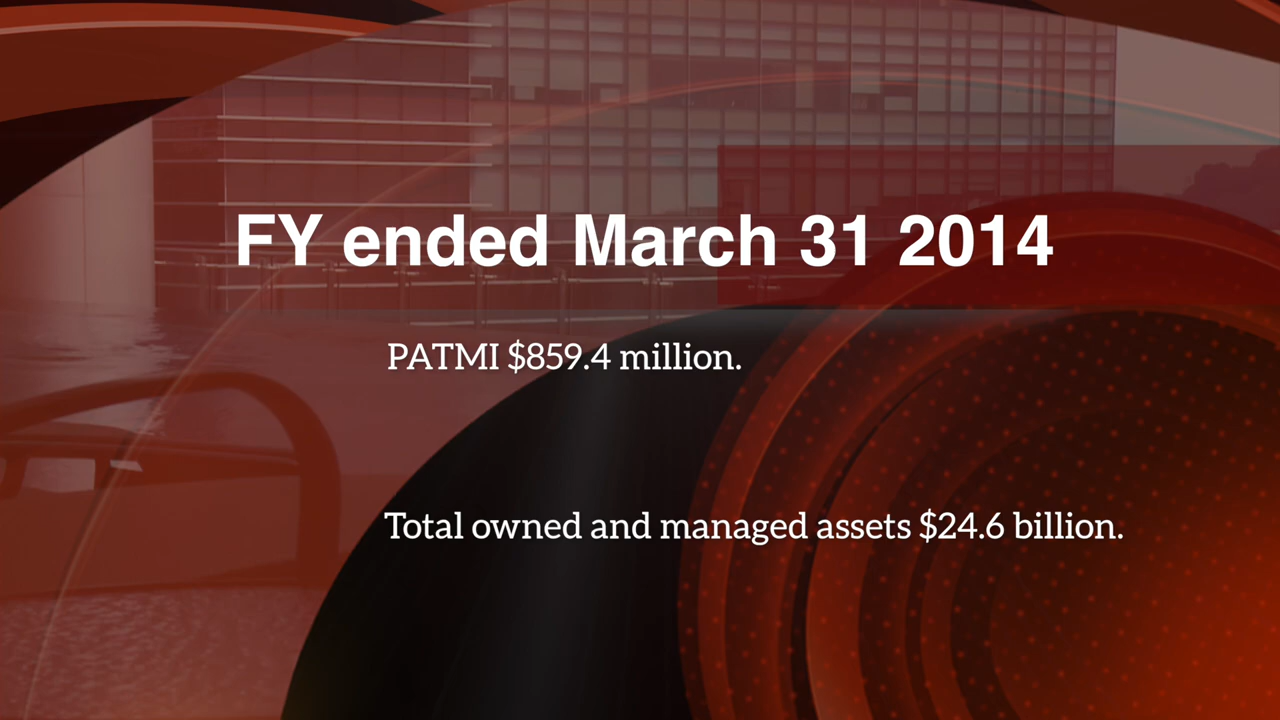 FY ended March 31 2014
PATMI $859.4 million.
Total owned and managed assets $24.6 billion.